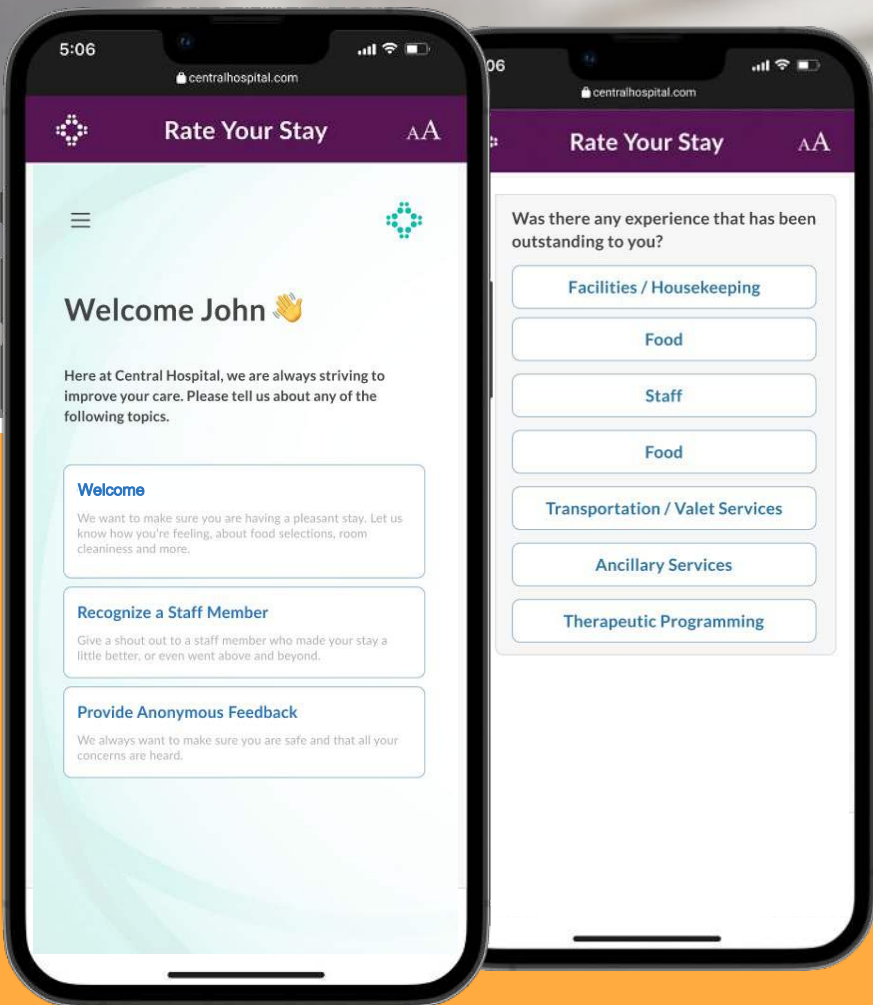 5:06
centralhospital.com
Rate Your Stay
AA
Welcome John 👋
Here at Central Hospital, we are always striving to
improve your care. Please tell us about any of the
following topics.
Welcome
We want to make sure you are having a pleasant stay. Let us
know how you're feeling, about food selections, room
cleaniness and more.
Recognize a Staff Member
Give a shout out to a staff member who made your stay a
little better, or even went above and beyond.
Provide Anonymous Feedback
We always want to make sure you are safe and that all your
concerns are heard.
06
centralhospital.com
Rate Your Stay
AA
Was there any experience that has been
outstanding to you?
Facilities / Housekeeping
Food
Staff
Food
Transportation / Valet Services
Ancillary Services
Therapeutic Programming